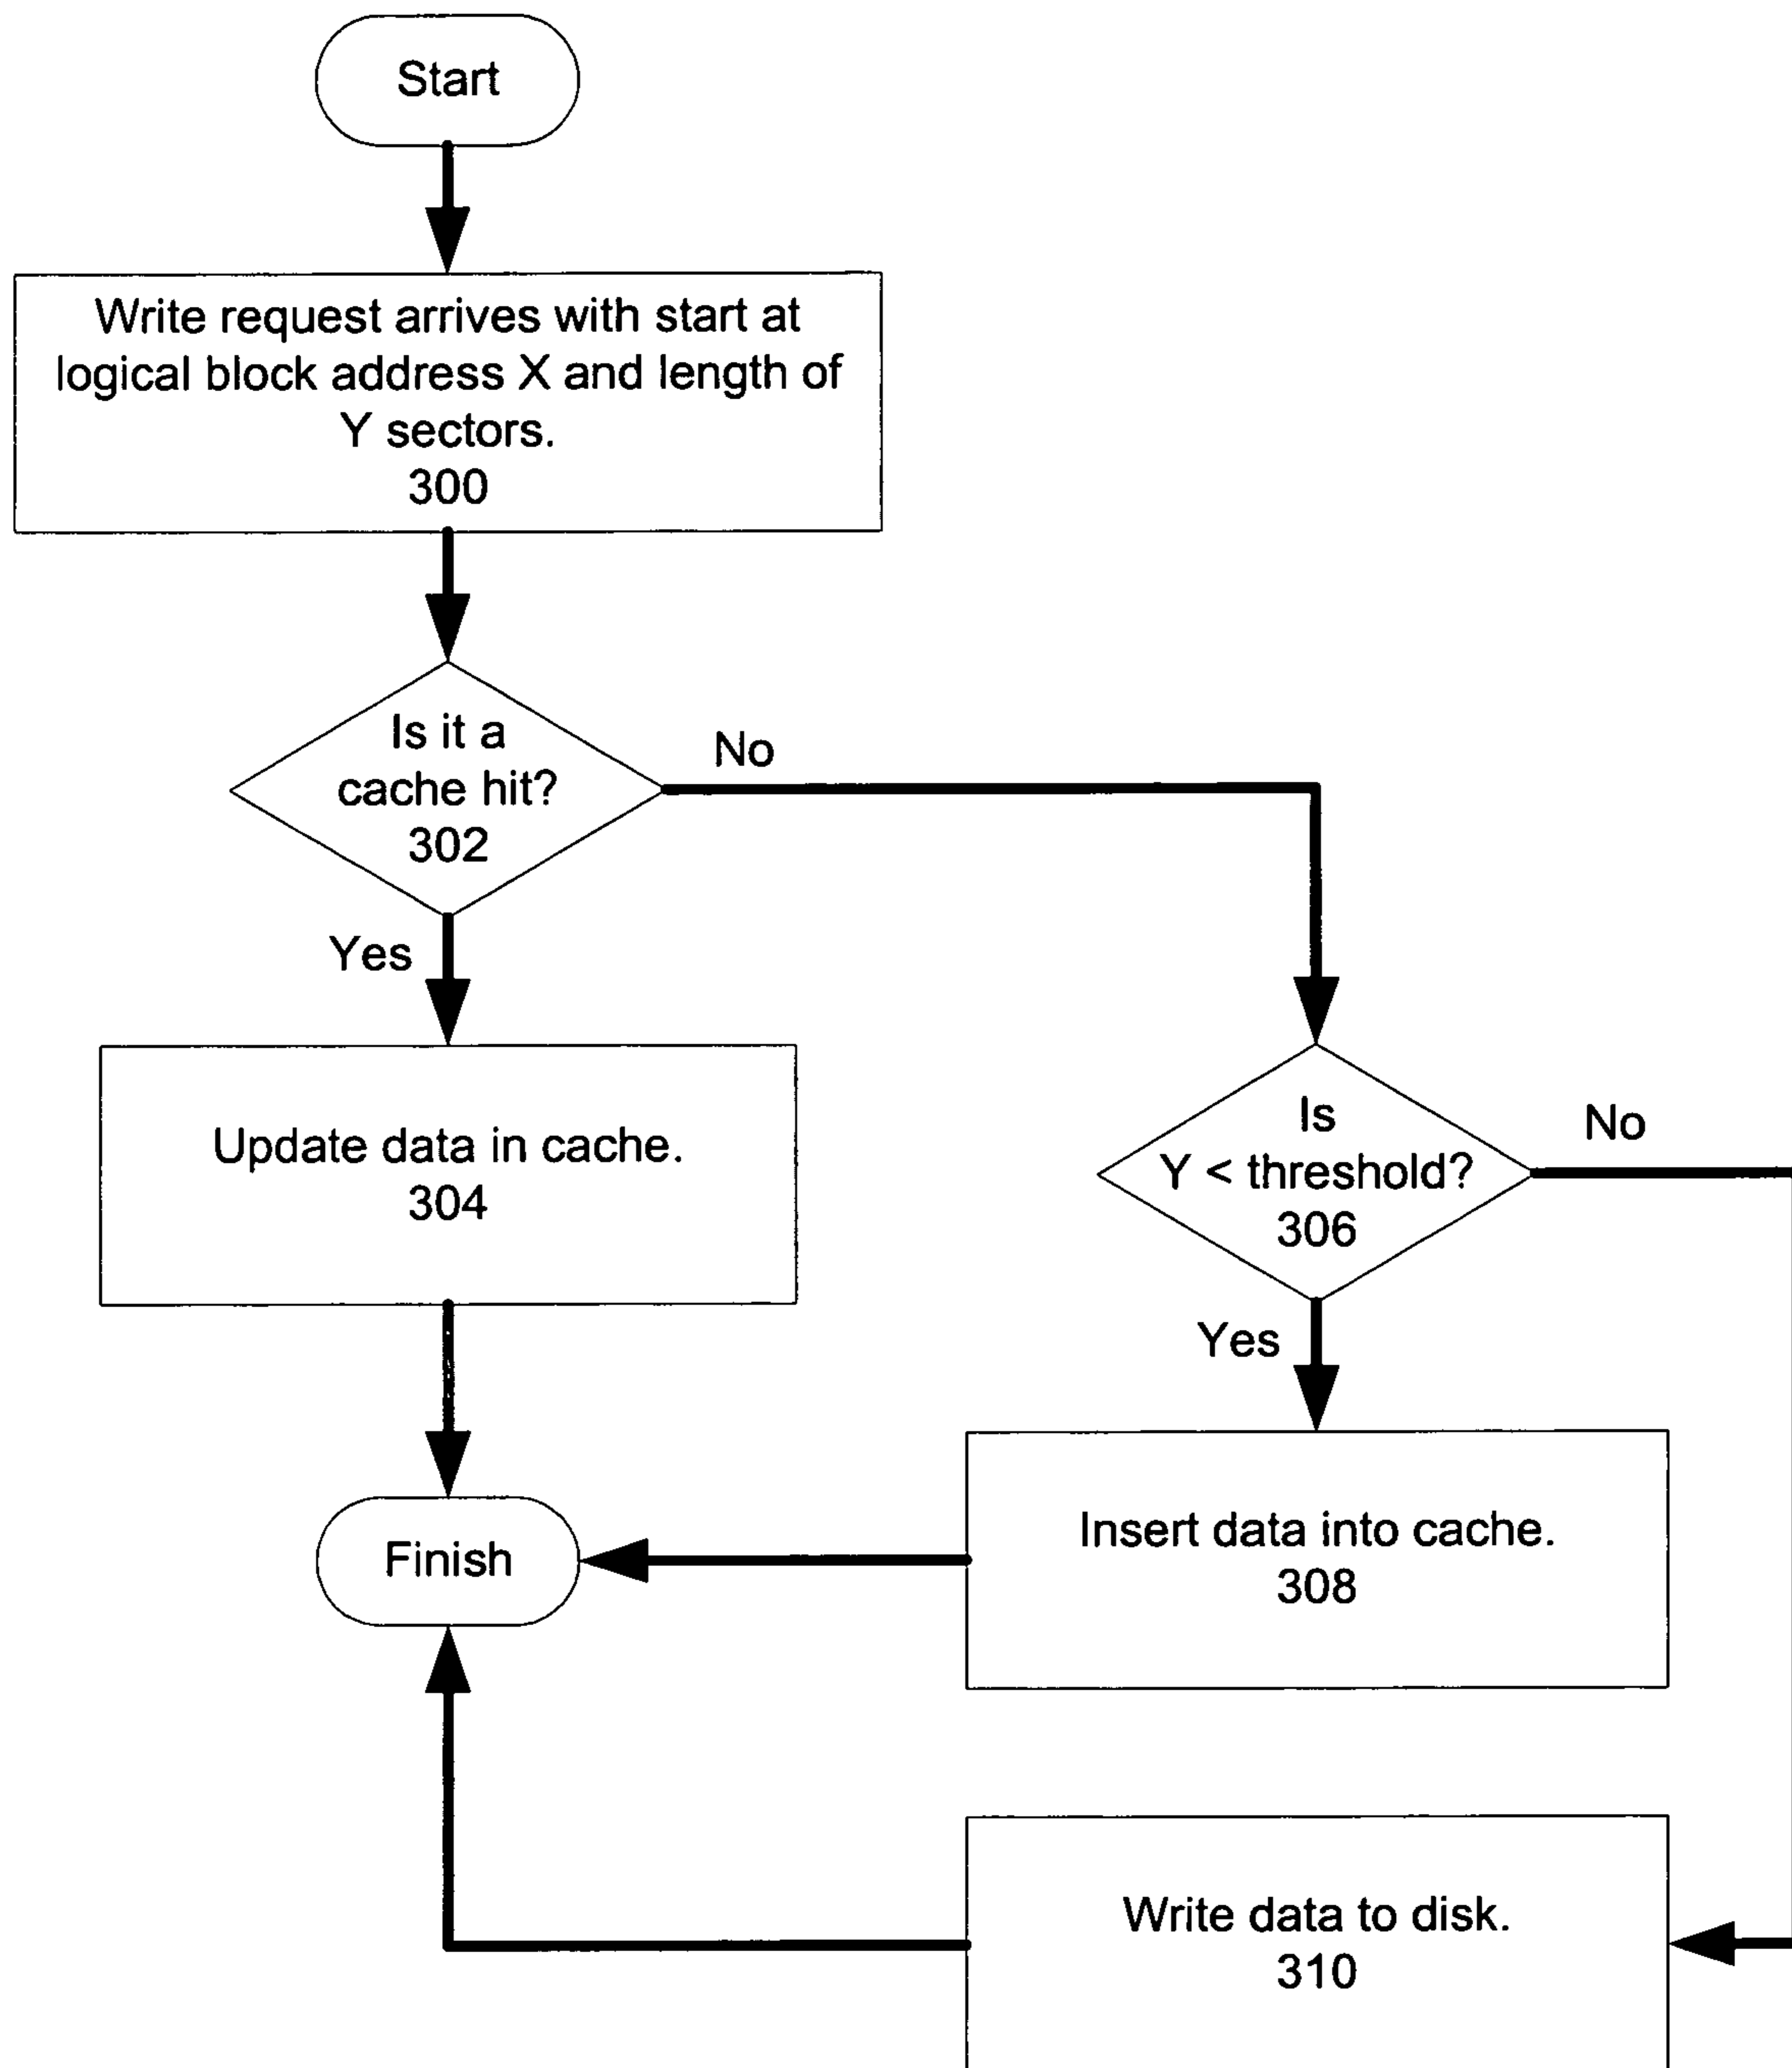 Start
Write request arrives with start at
logical block address X and length of
Y sectors.
300
Is it a
cache hit?
302
No
Yes
Update data in cache.
304
Is
Y < threshold?
306
No
Yes
Insert data into cache.
308
Finish
Write data to disk.
310